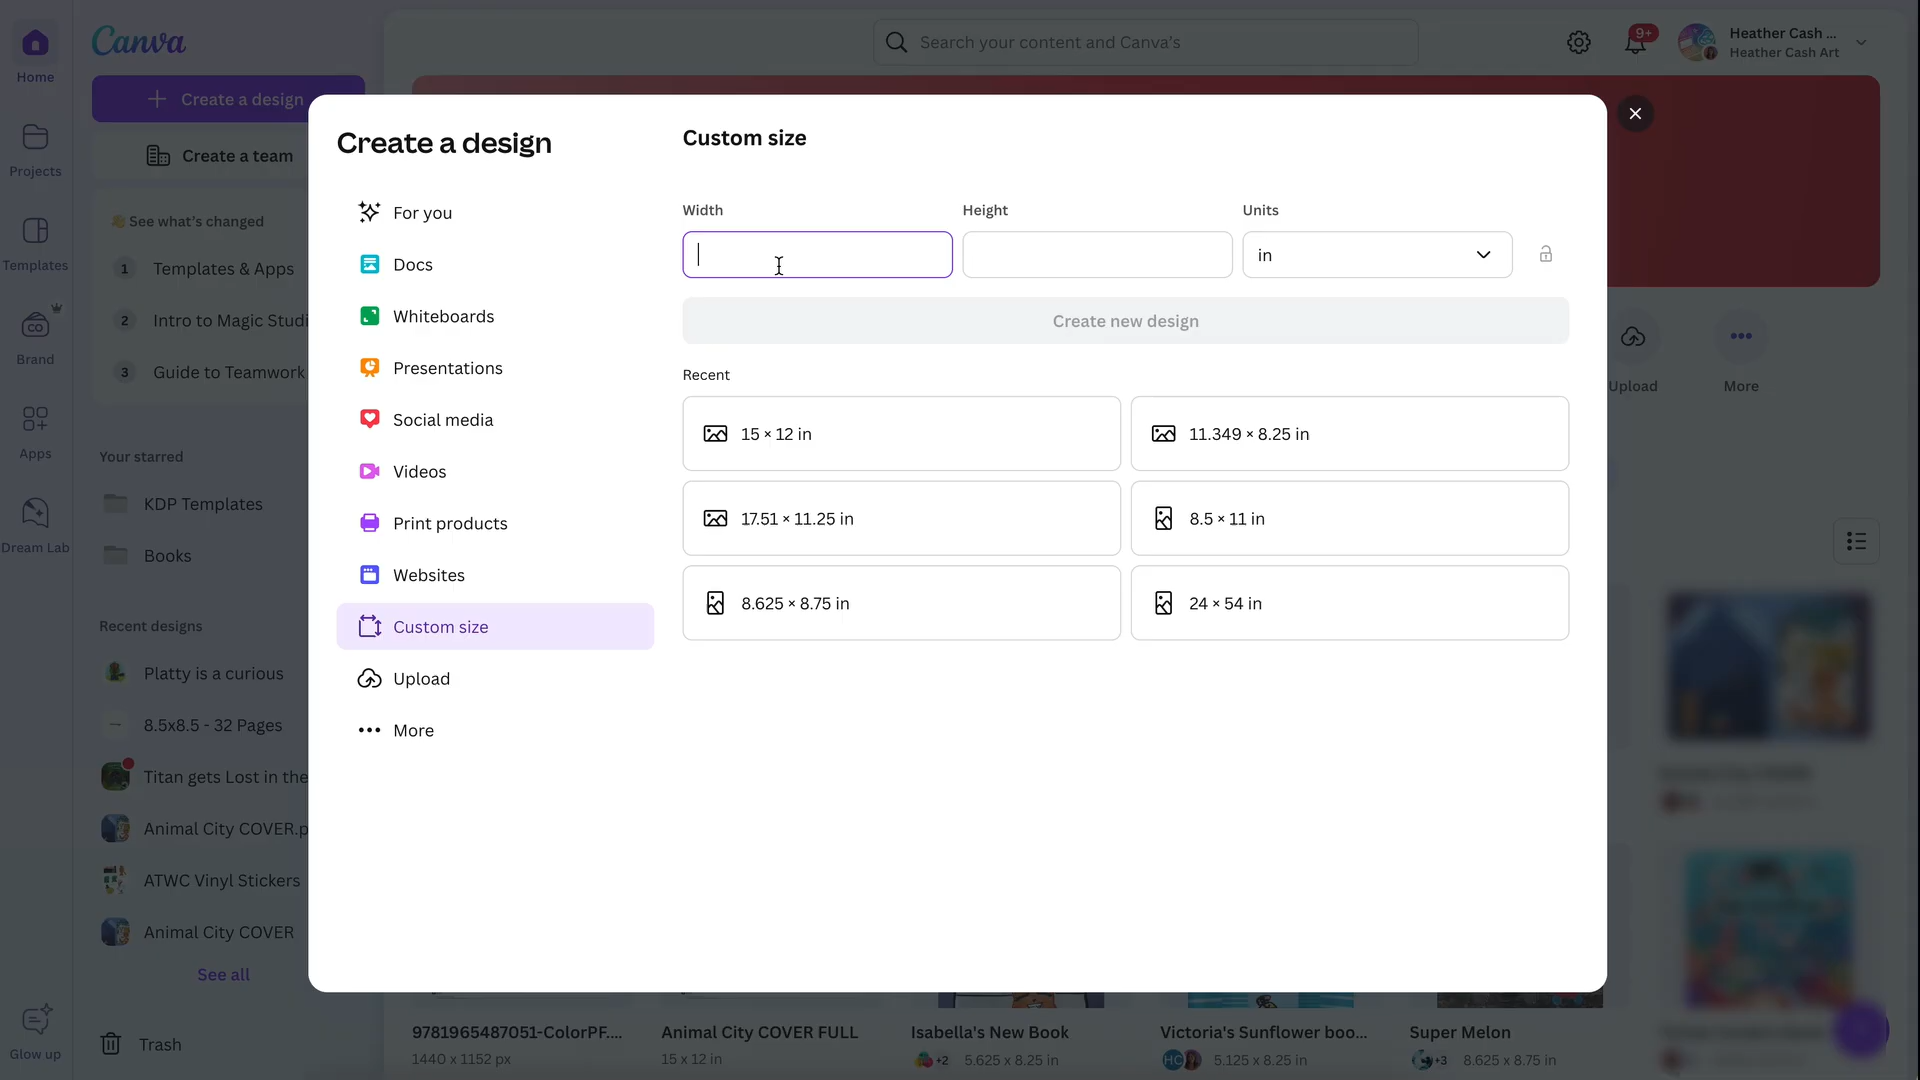 Home
Projects
Templates
Brand
Apps
Dream Lab
Glow up
Canva
Create a design
Create a team
See what's changed
1 Templates & Apps
2 Intro to Magic Studi
3 Guide to Teamwork
Your starred
KDP Templates
Books
Recent designs
Platty is a curious
8.5x8.5 - 32 Pages
Titan gets Lost in the
Animal City COVER.p
ATWC Vinyl Stickers
Animal City COVER
See all
Trash
Search your content and Canva's
9+
Heather Cash ...
Heather Cash Art
Create a design
For you
Docs
Whiteboards
Presentations
Social media
Videos
Print products
Websites
Custom size
Upload
More
Custom size
Width Height Units
in
Create new design
Recent
15 × 12 in
11.349 × 8.25 in
17.51 × 11.25 in
8.5 × 11 in
8.625 × 8.75 in
24 × 54 in
Upload
More
9781965487051-ColorPF....
1440 x 1152 px
Animal City COVER FULL
15 x 12 in
Isabella's New Book
+2 5.625 x 8.25 in
Victoria's Sunflower boo...
HC 5.125 x 8.25 in
Super Melon
+3 8.625 x 8.75 in